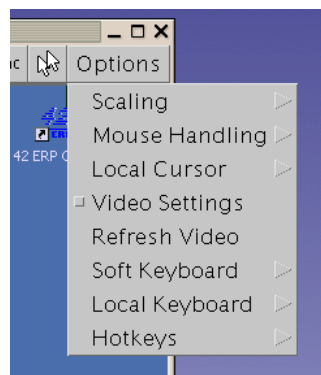 Options
Scaling
Mouse Handling
Local Cursor
Video Settings
Refresh Video
Soft Keyboard
Local Keyboard
Hotkeys
42 ERP